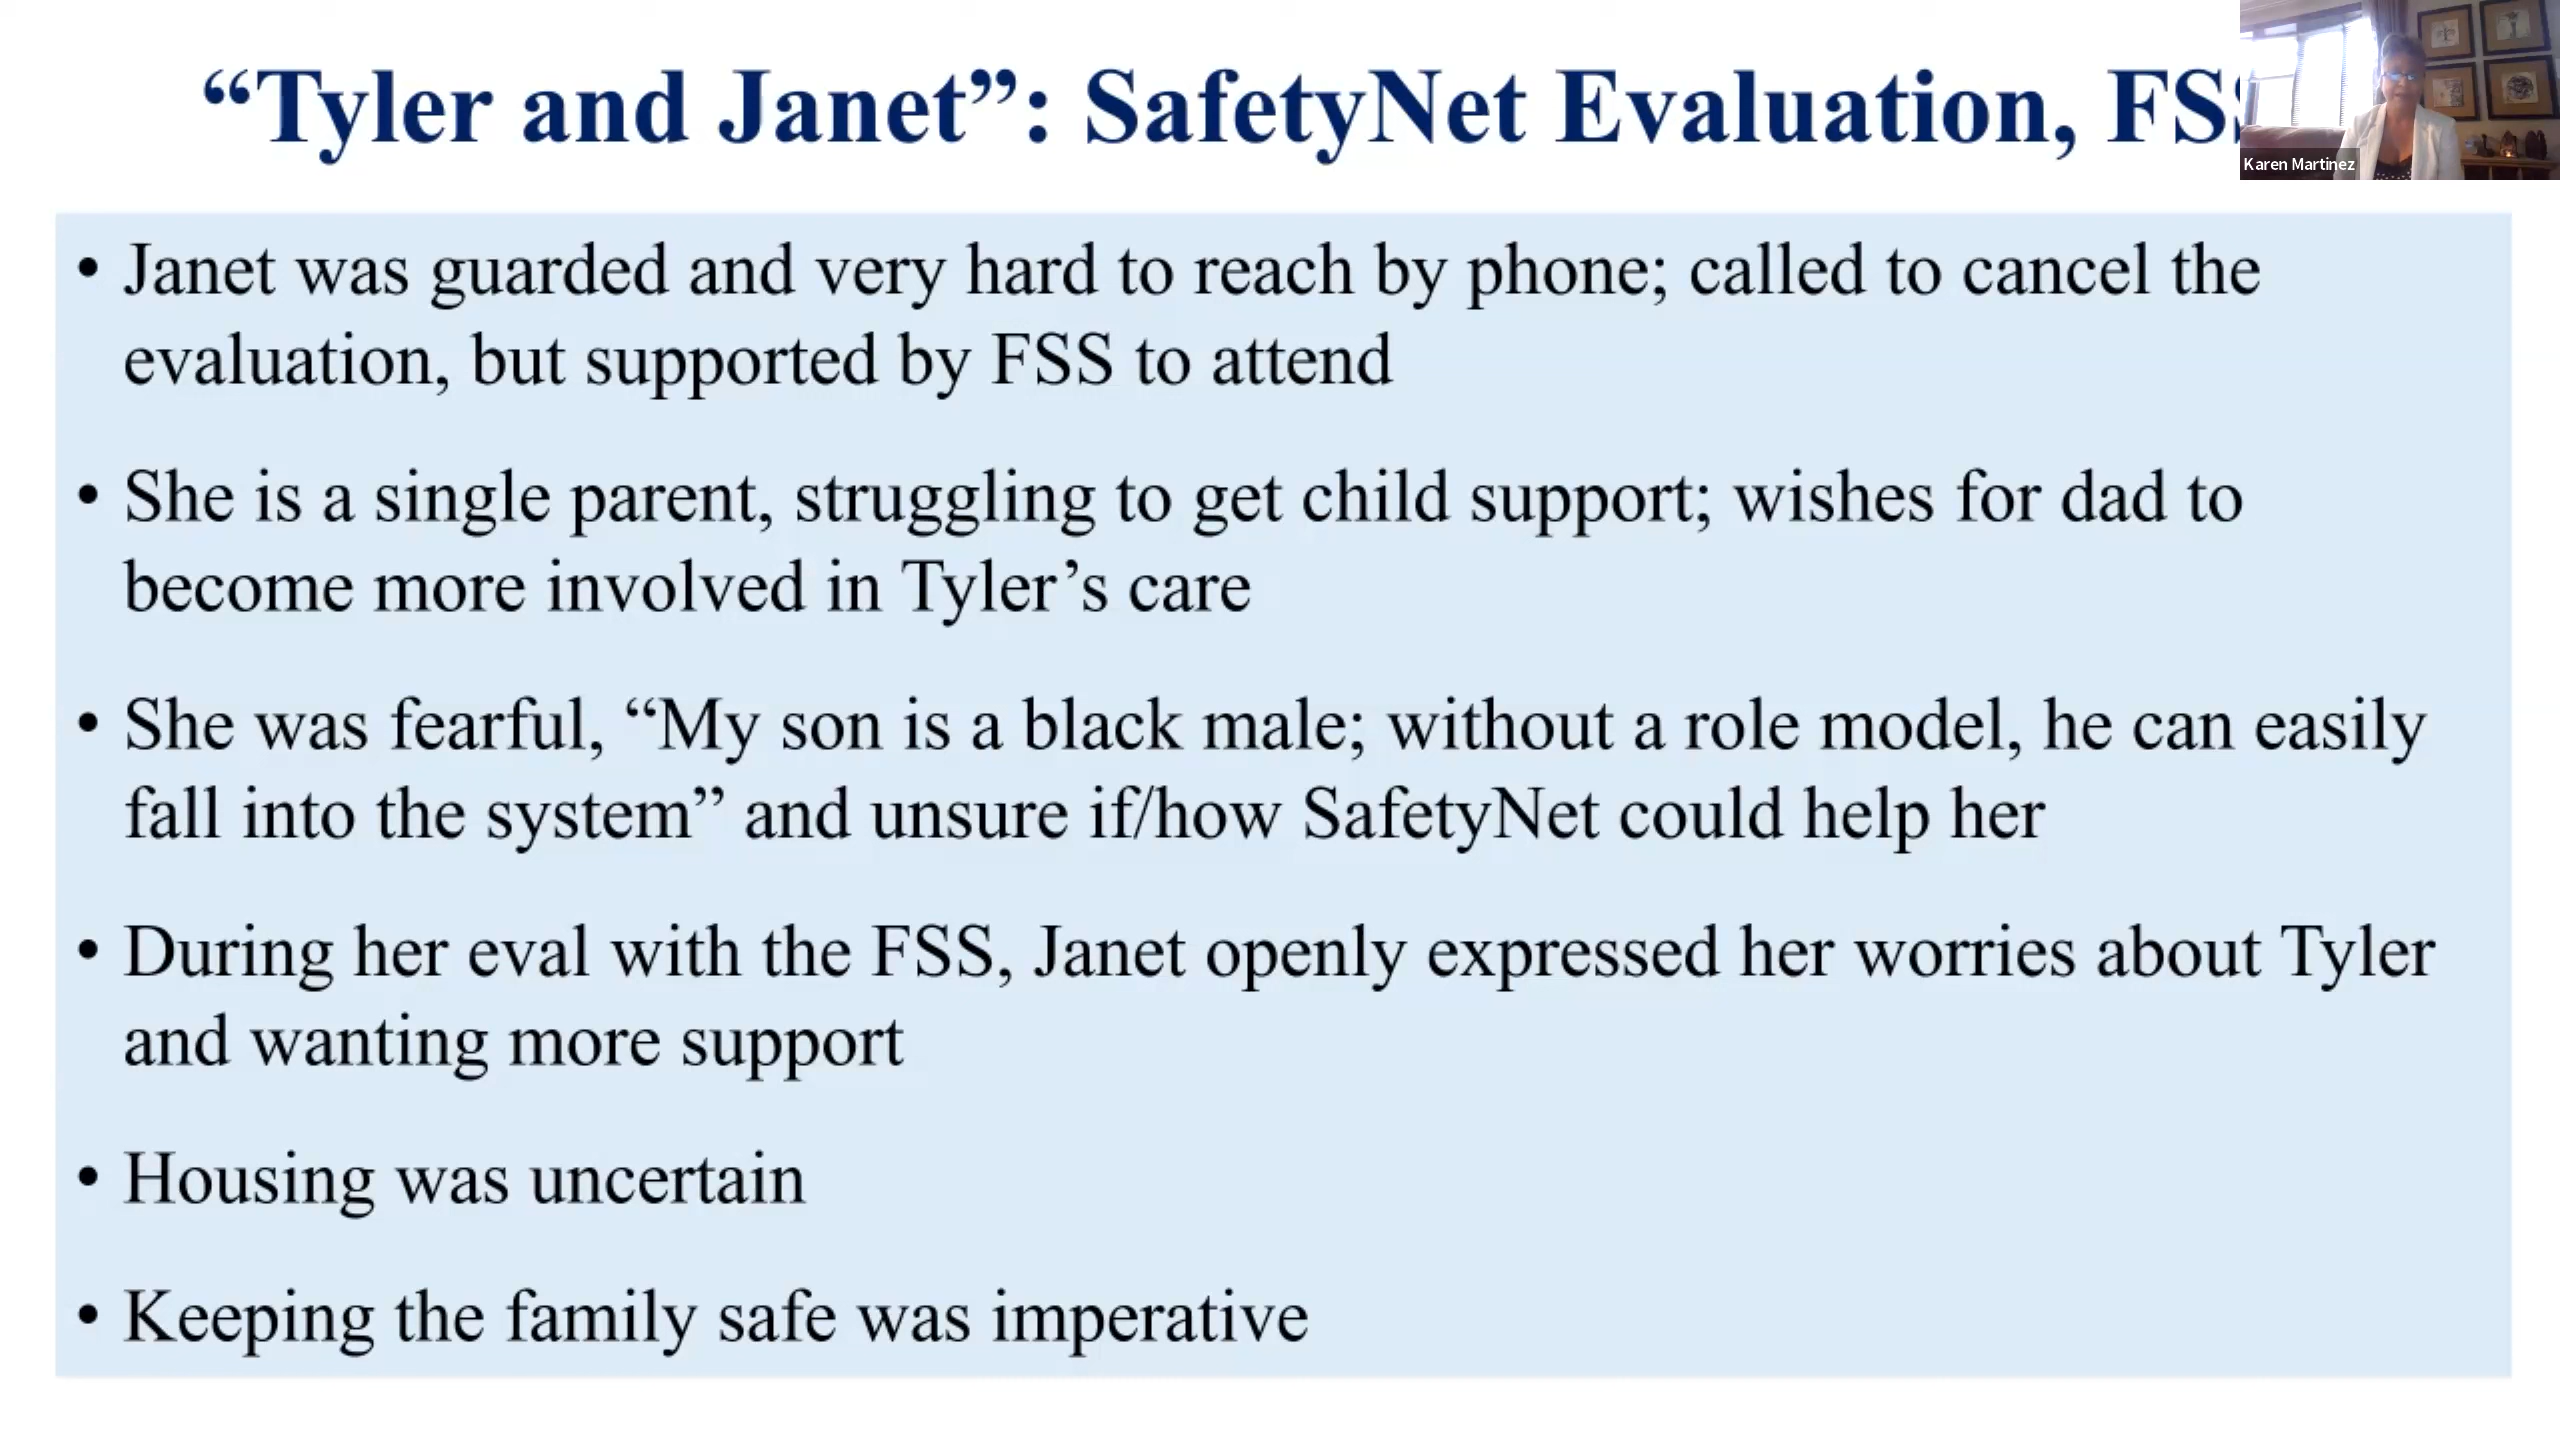 “Tyler and Janet”: SafetyNet Evaluation, FSS
Karen Martinez
• Janet was guarded and very hard to reach by phone; called to cancel the
evaluation, but supported by FSS to attend
• She is a single parent, struggling to get child support; wishes for dad to
become more involved in Tyler’s care
• She was fearful, “My son is a black male; without a role model, he can easily
fall into the system” and unsure if/how SafetyNet could help her
• During her eval with the FSS, Janet openly expressed her worries about Tyler
and wanting more support
• Housing was uncertain
• Keeping the family safe was imperative